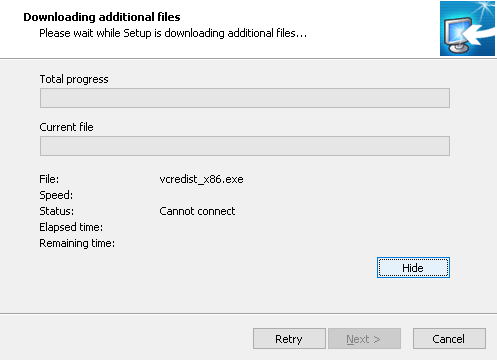 Downloading additional files
Please wait while Setup is downloading additional files...
Total progress
Current file
File: vcredist_x86.exe
Speed:
Status: Cannot connect
Elapsed time:
Remaining time:
Hide
Retry Next > Cancel